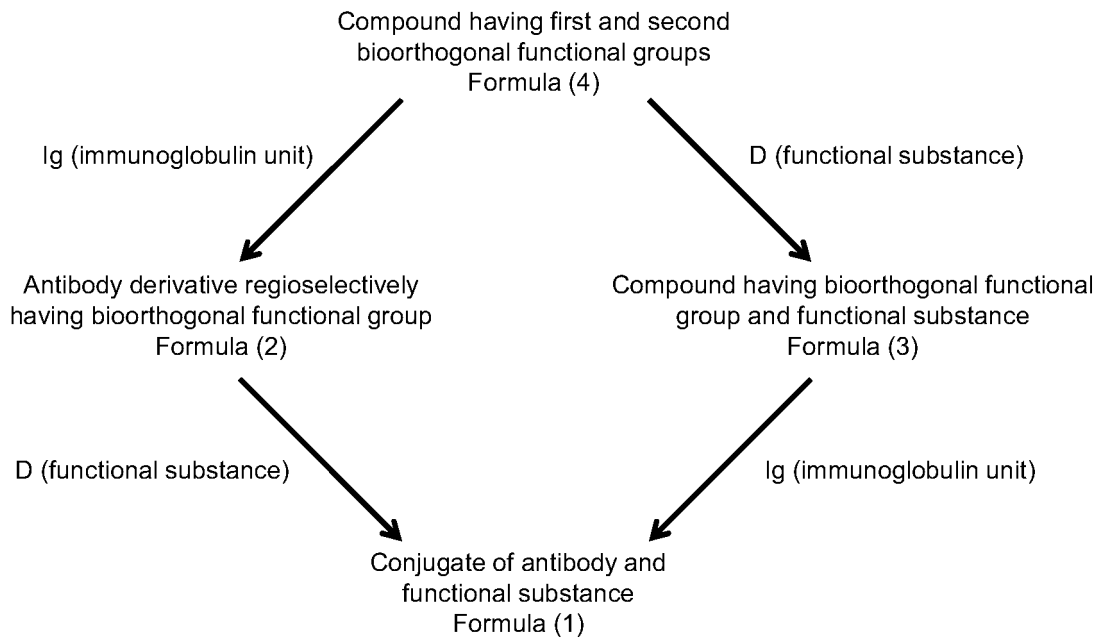 Compound having first and second
bioorthogonal functional groups
Formula (4)
Ig (immunoglobulin unit)
D (functional substance)
Antibody derivative regioselectively
having bioorthogonal functional group
Formula (2)
Compound having bioorthogonal functional
group and functional substance
Formula (3)
D (functional substance)
Ig (immunoglobulin unit)
Conjugate of antibody and
functional substance
Formula (1)